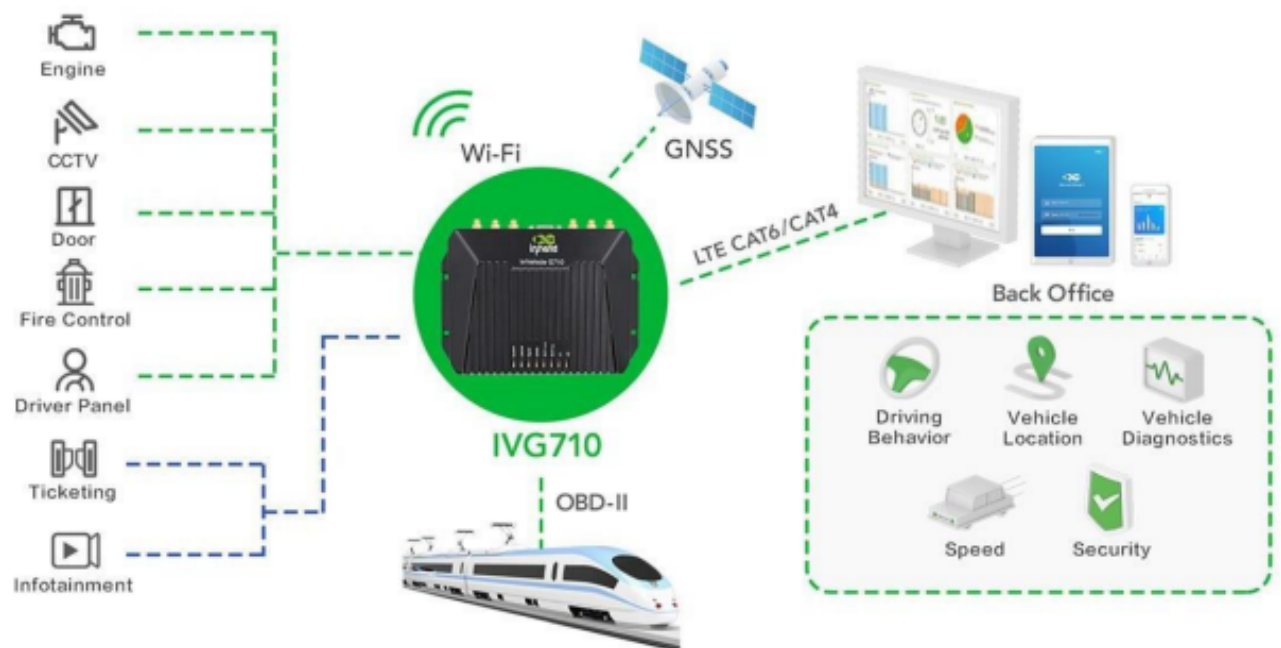 Engine
CCTV
Door
Fire Control
Driver Panel
Ticketing
Infotainment
Wi-Fi
GNSS
inhand
IVG710
OBD-II
LTE CAT6/CAT4
Back Office
Driving
Behavior
Vehicle
Location
Vehicle
Diagnostics
Speed
Security